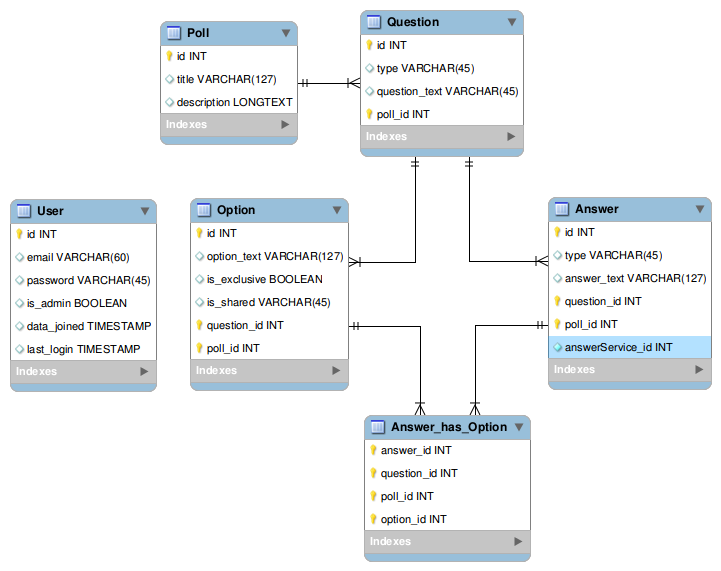 Poll
id INT
title VARCHAR(127)
description LONGTEXT
Indexes
Question
id INT
type VARCHAR(45)
question_text VARCHAR(45)
poll_id INT
Indexes
User
id INT
email VARCHAR(60)
password VARCHAR(45)
is_admin BOOLEAN
data_joined TIMESTAMP
last_login TIMESTAMP
Indexes
Option
id INT
option_text VARCHAR(127)
is_exclusive BOOLEAN
is_shared VARCHAR(45)
question_id INT
poll_id INT
Indexes
Answer
id INT
type VARCHAR(45)
answer_text VARCHAR(127)
question_id INT
poll_id INT
answerService_id INT
Indexes
Answer_has_Option
answer_id INT
question_id INT
poll_id INT
option_id INT
Indexes